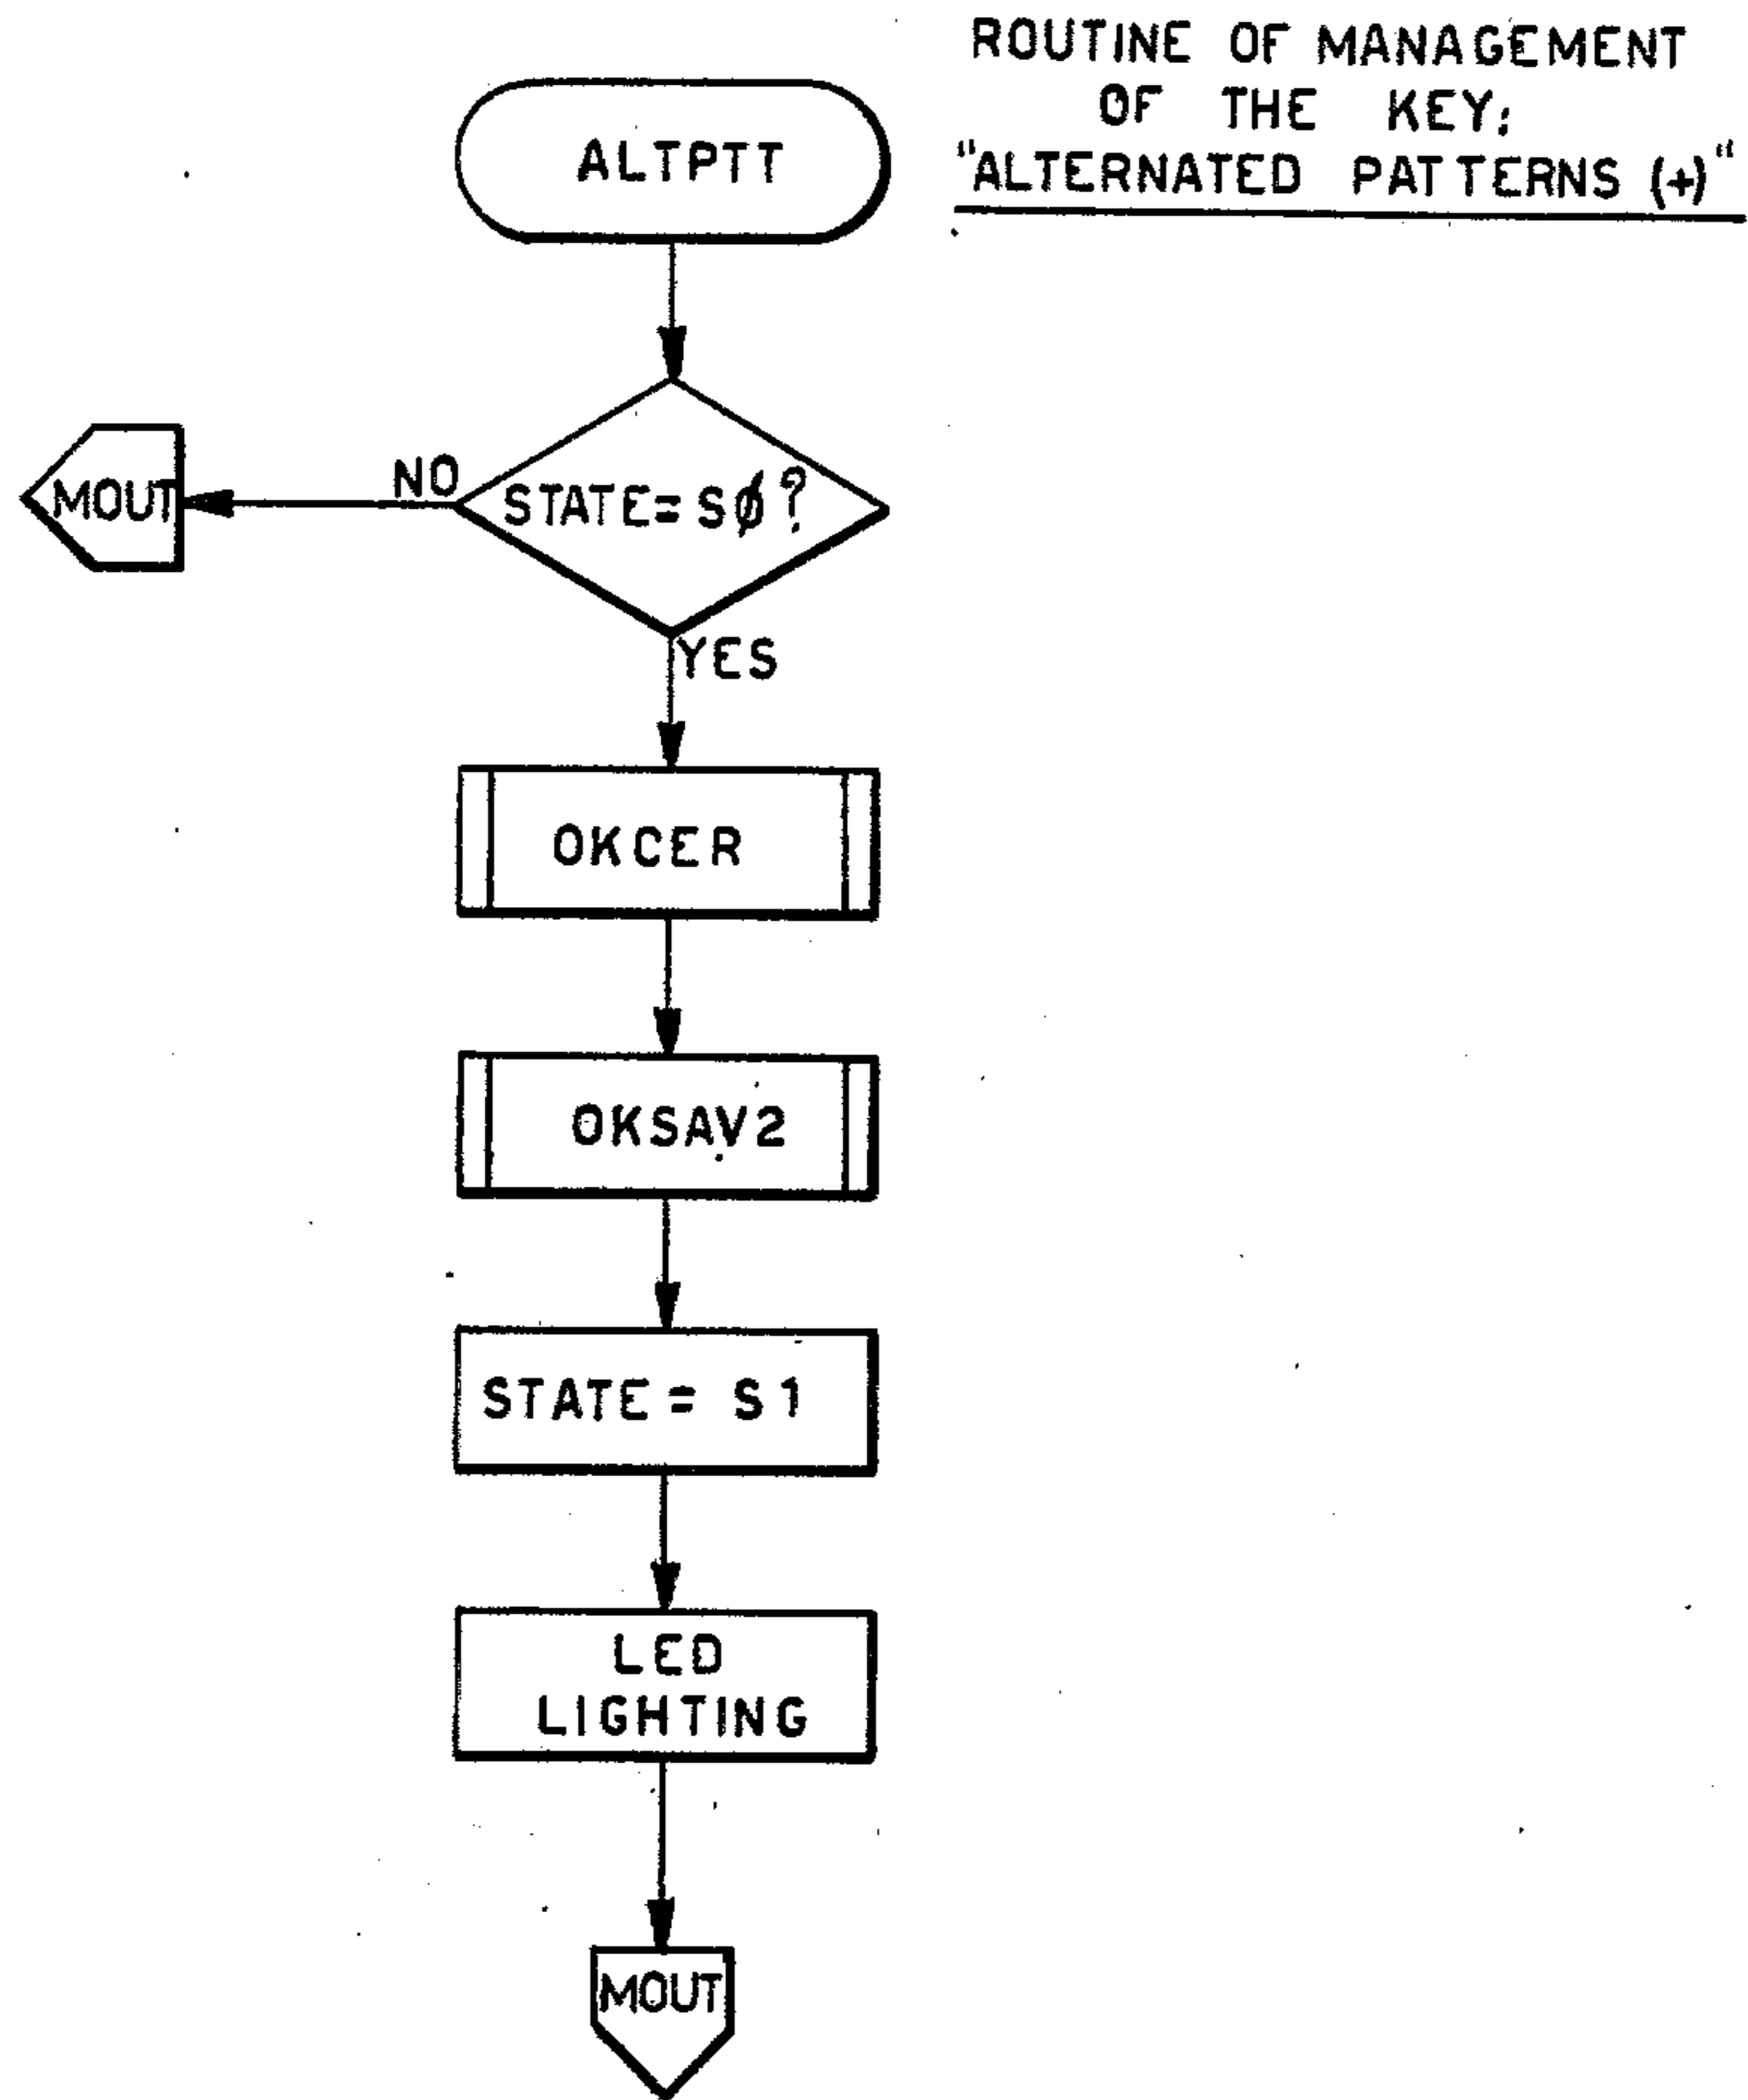 ROUTINE OF MANAGEMENT
OF THE KEY:
"ALTERNATED PATTERNS (+)"
ALTPTT
STATE= SØ?
NO
MOUT
YES
OKCER
OKSAV2
STATE= S1
LED
LIGHTING
MOUT